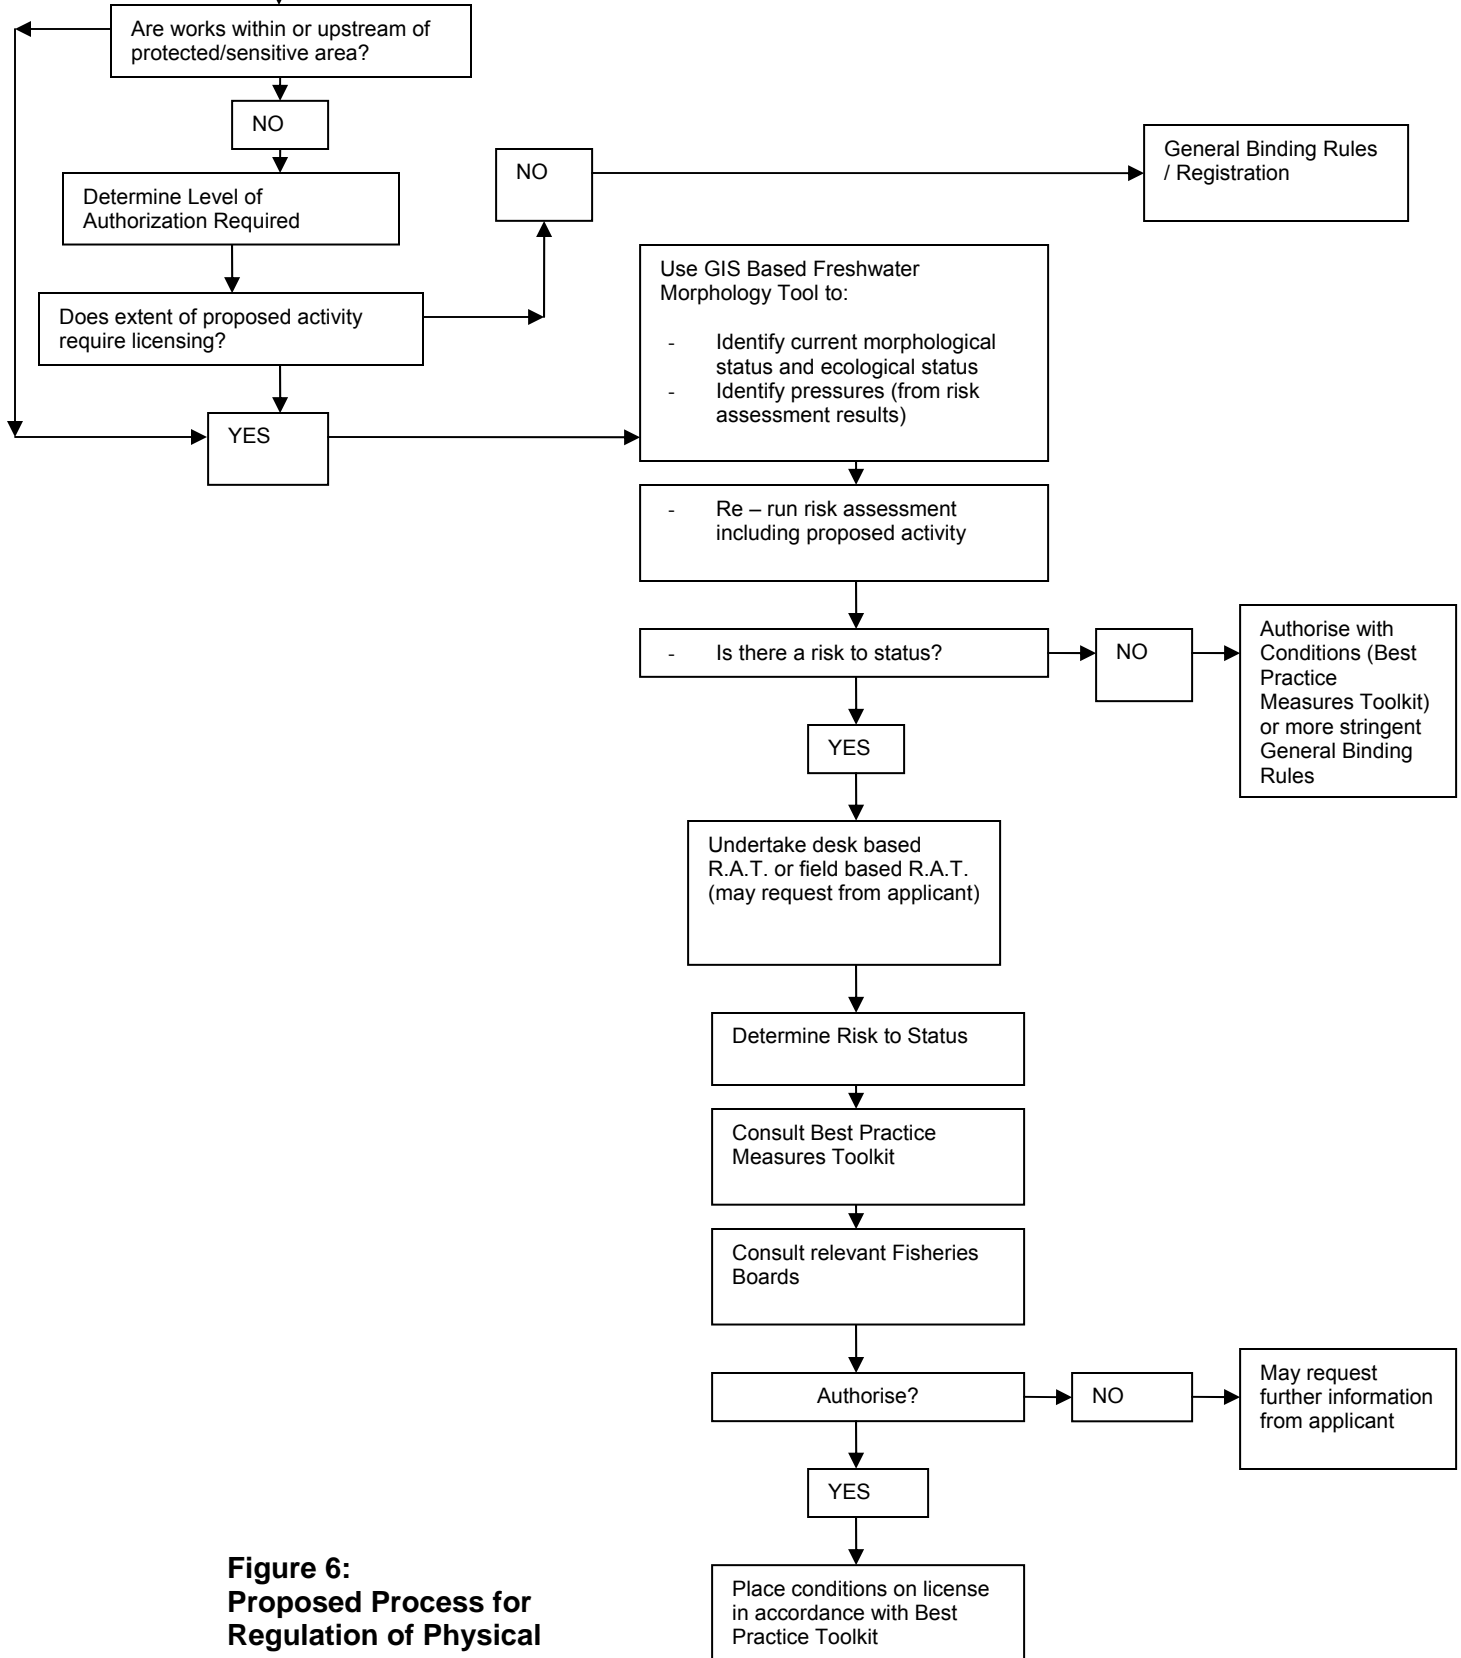 Are works within or upstream of
protected/sensitive area?
NO
Determine Level of
Authorization Required
Does extent of proposed activity
require licensing?
YES
NO
General Binding Rules
/ Registration
Use GIS Based Freshwater
Morphology Tool to:
- Identify current morphological
status and ecological status
- Identify pressures (from risk
assessment results)
- Re – run risk assessment
including proposed activity
- Is there a risk to status?
NO
Authorise with
Conditions (Best
Practice
Measures Toolkit)
or more stringent
General Binding
Rules
YES
Undertake desk based
R.A.T. or field based R.A.T.
(may request from applicant)
Determine Risk to Status
Consult Best Practice
Measures Toolkit
Consult relevant Fisheries
Boards
Authorise?
NO
May request
further information
from applicant
YES
Place conditions on license
in accordance with Best
Practice Toolkit
Figure 6:
Proposed Process for
Regulation of Physical